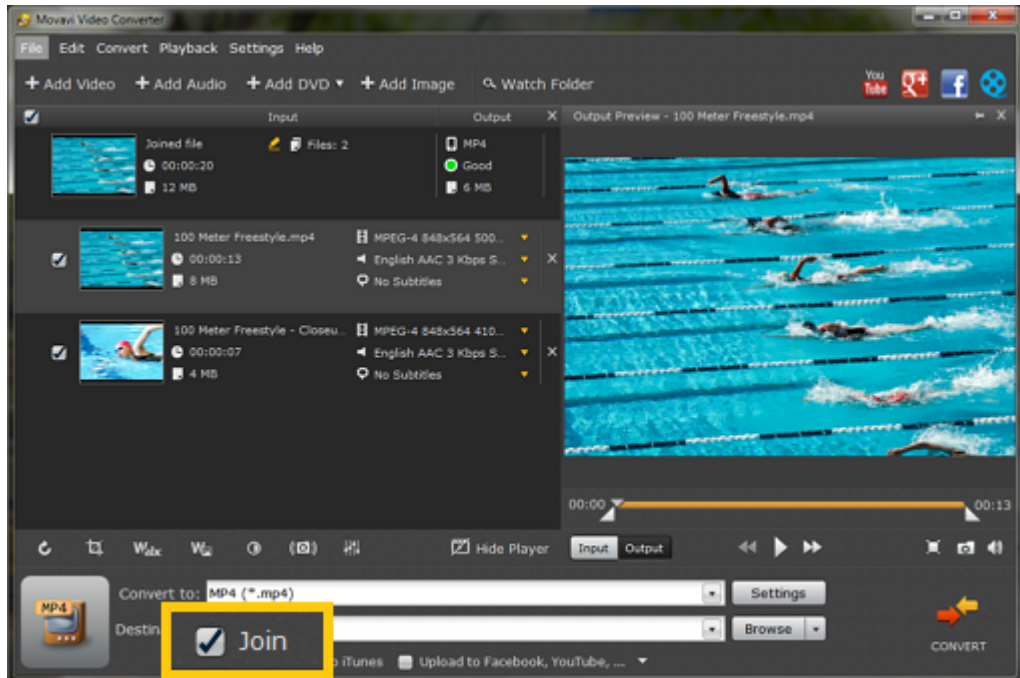 Movavi Video Converter
File Edit Convert Playback Settings Help
+ Add Video + Add Audio + Add DVD ▼ + Add Image Watch Folder You Tube g+ f
Input Output X Output Preview - 100 Meter Freestyle.mp4 X
Joined file Files: 2 MP4
00:00:20 Good
12 MB 6 MB
100 Meter Freestyle.mp4 MPEG-4 848x564 500...
00:00:13 English AAC 3 Kbps S...
8 MB No Subtitles
100 Meter Freestyle - Closeu... MPEG-4 848x564 410...
00:00:07 English AAC 3 Kbps S...
4 MB No Subtitles
00:00 00:13
Wabc W Hide Player Input Output
MP4 Convert to: MP4 (*.mp4) Settings
Destin Browse
Join
iTunes Upload to Facebook, YouTube, ... ▼ CONVERT